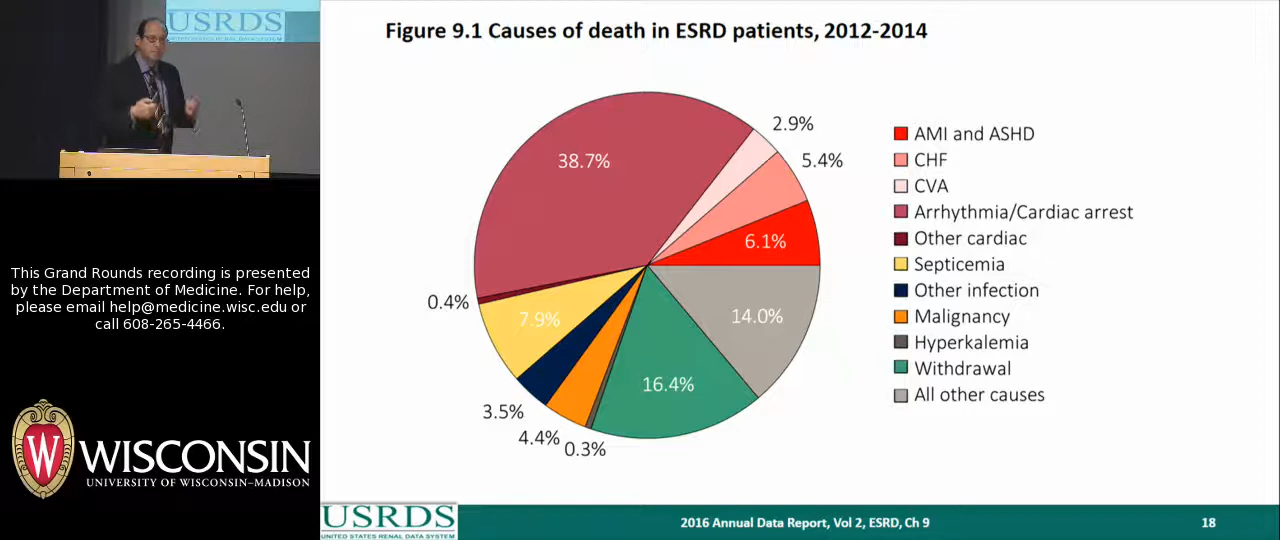 USRDS
Figure 9.1 Causes of death in ESRD patients, 2012-2014
2.9%
38.7%
5.4%
6.1%
0.4%
7.9%
14.0%
16.4%
3.5%
4.4%
0.3%
AMI and ASHD
CHF
CVA
Arrhythmia/Cardiac arrest
Other cardiac
Septicemia
Other infection
Malignancy
Hyperkalemia
Withdrawal
All other causes
This Grand Rounds recording is presented
by the Department of Medicine. For help,
please email help@medicine.wisc.edu or
call 608-265-4466.
W
WISCONSIN
UNIVERSITY OF WISCONSIN–MADISON
USRDS
UNITED STATES RENAL DATA SYSTEM
2016 Annual Data Report, Vol 2, ESRD, Ch 9
18